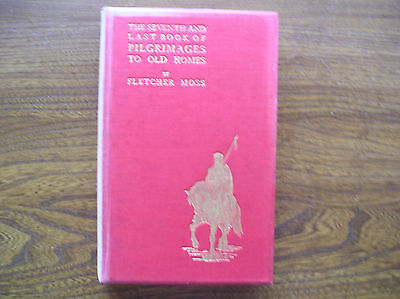 THE SEVENTH AND
LAST BOOK OF
PILGRIMAGES
TO OLD HOMES
BY
FLETCHER MOSS